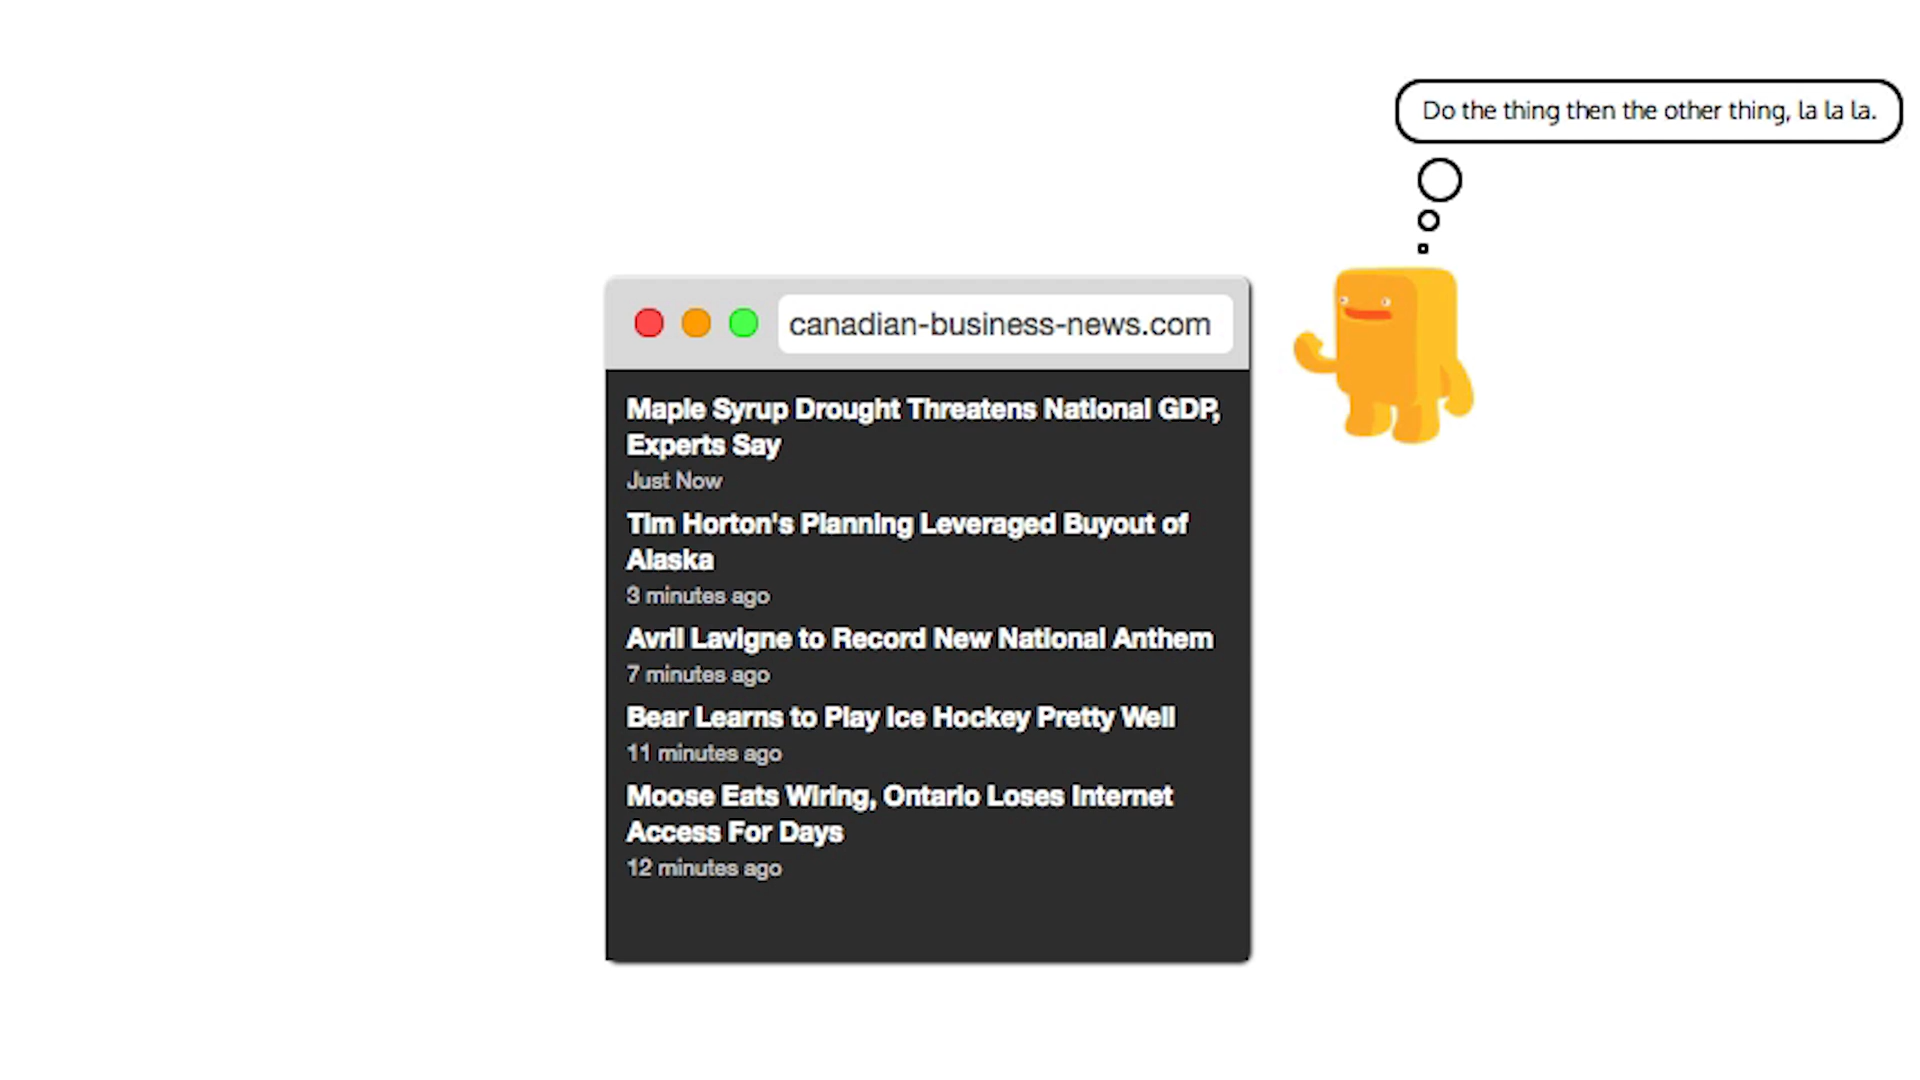 Do the thing then the other thing, la la la.
canadian-business-news.com
Maple Syrup Drought Threatens National GDP,
Experts Say
Just Now
Tim Horton's Planning Leveraged Buyout of
Alaska
3 minutes ago
Avril Lavigne to Record New National Anthem
7 minutes ago
Bear Learns to Play Ice Hockey Pretty Well
11 minutes ago
Moose Eats Wiring, Ontario Loses Internet
Access For Days
12 minutes ago